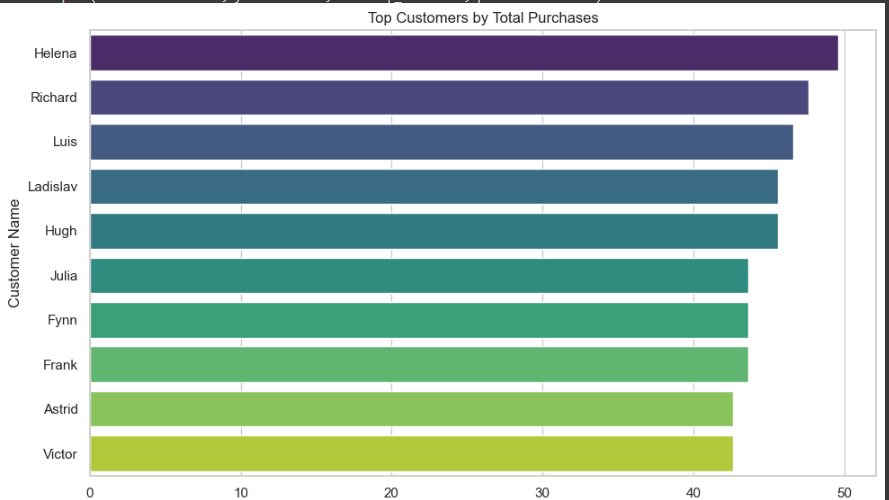 Top Customers by Total Purchases
Customer Name
Helena
Richard
Luis
Ladislav
Hugh
Julia
Fynn
Frank
Astrid
Victor
0 10 20 30 40 50